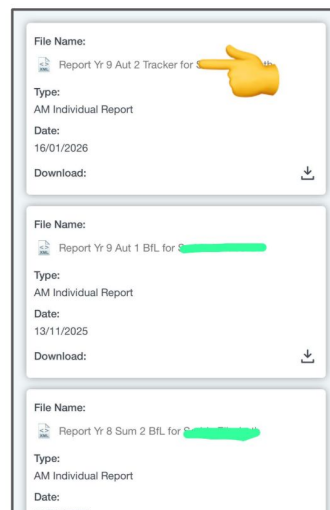 File Name:
Report Yr 9 Aut 2 Tracker for
Type:
AM Individual Report
Date:
16/01/2026
Download:
File Name:
Report Yr 9 Aut 1 BfL for
Type:
AM Individual Report
Date:
13/11/2025
Download:
File Name:
Report Yr 8 Sum 2 BfL for
Type:
AM Individual Report
Date: